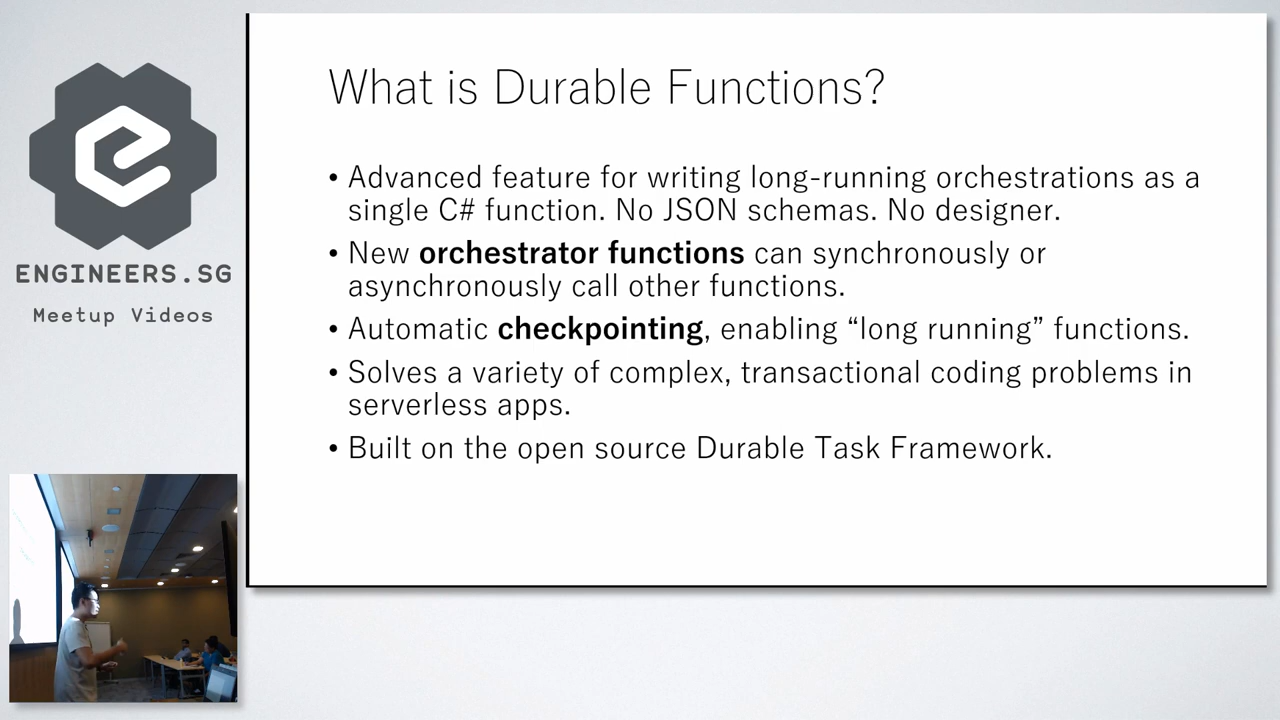 What is Durable Functions?
• Advanced feature for writing long-running orchestrations as a
single C# function. No JSON schemas. No designer.
• New orchestrator functions can synchronously or
asynchronously call other functions.
• Automatic checkpointing, enabling “long running” functions.
• Solves a variety of complex, transactional coding problems in
serverless apps.
• Built on the open source Durable Task Framework.
ENGINEERS.SG
Meetup Videos